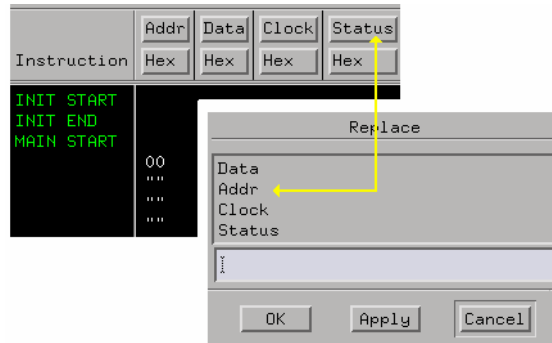 Addr Data Clock Status
Instruction Hex Hex Hex Hex
INIT START
INIT END
MAIN START
00
""
""
""
Replace
Data
Addr
Clock
Status
OK Apply Cancel